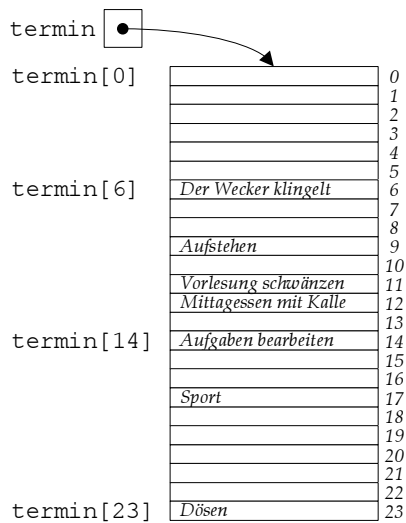 termin
termin[0] 0
1
2
3
4
5
termin[6] Der Wecker klingelt 6
7
8
Aufstehen 9
10
Vorlesung schwänzen 11
Mittagessen mit Kalle 12
13
termin[14] Aufgaben bearbeiten 14
15
16
Sport 17
18
19
20
21
22
termin[23] Dösen 23